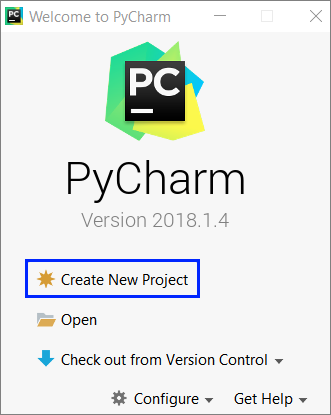 PC Welcome to PyCharm
PC
PyCharm
Version 2018.1.4
Create New Project
Open
Check out from Version Control
Configure Get Help